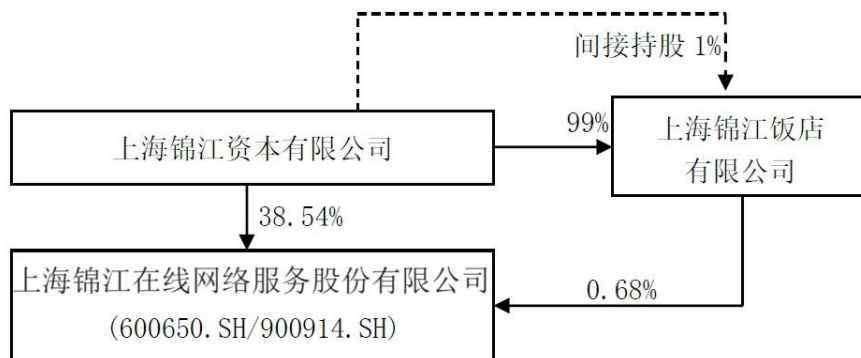 间接持股 1%
上海锦江资本有限公司
99%
上海锦江饭店
有限公司
38.54%
上海锦江在线网络服务股份有限公司
(600650.SH/900914.SH)
0.68%